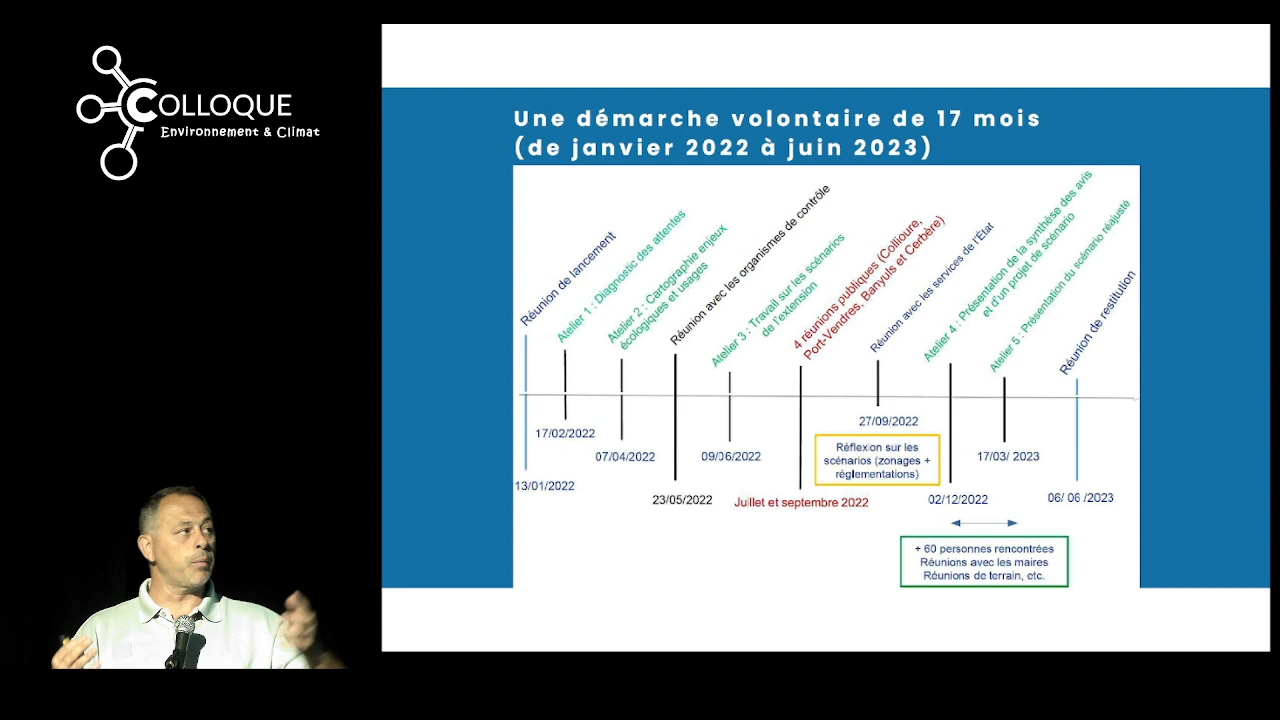 COLLOQUE
Environnement & Climat
Une démarche volontaire de 17 mois
(de janvier 2022 à juin 2023)
Réunion de lancement
Atelier 1 : Diagnostic des attentes
Atelier 2 : Cartographie enjeux
écologiques et usages
Réunion avec les organismes de contrôle
Atelier 3 : Travail sur les scénarios
de l'extension
4 réunions publiques (Collioure,
Port-Vendres, Banyuls et Cerbère)
Réunion avec les services de l'État
Atelier 4 : Présentation de la synthèse des avis
et d'un projet de scénario
Atelier 5 : Présentation du scénario réajusté
Réunion de restitution
13/01/2022
17/02/2022
07/04/2022
23/05/2022
09/06/2022
Juillet et septembre 2022
27/09/2022
Réflexion sur les
scénarios (zonages +
réglementations)
02/12/2022
17/03/ 2023
06/ 06 /2023
+ 60 personnes rencontrées
Réunions avec les maires
Réunions de terrain, etc.